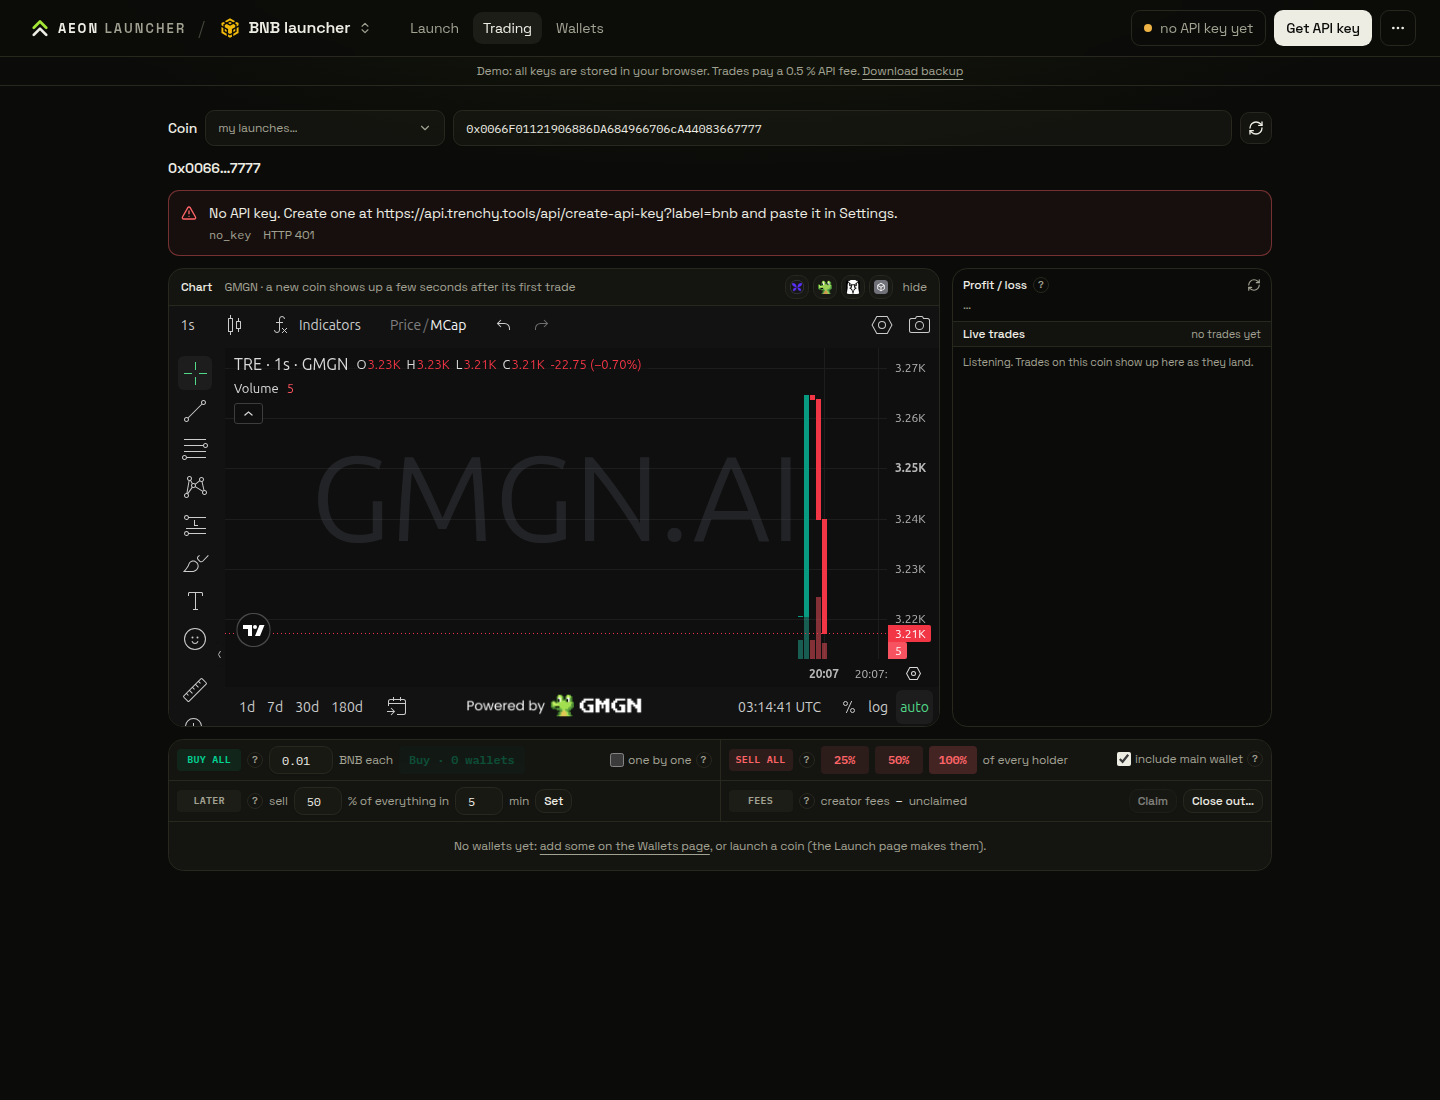 AEON LAUNCHER / BNB launcher Launch Trading Wallets no API key yet Get API key ...
Demo: all keys are stored in your browser. Trades pay a 0.5 % API fee. Download backup
Coin my launches... 0x0066F01121906886DA684966706cA44083667777
0x0066...7777
No API key. Create one at https://api.trenchy.tools/api/create-api-key?label=bnb and paste it in Settings.
no_key HTTP 401
Chart GMGN · a new coin shows up a few seconds after its first trade hide
1s Indicators Price/MCap
TRE · 1s · GMGN O3.23K H3.23K L3.21K C3.21K -22.75 (−0.70%)
Volume 5
GMGN.AI
3.27K
3.26K
3.25K
3.24K
3.23K
3.22K
3.21K
5
20:07 20:07:
1d 7d 30d 180d Powered by GMGN 03:14:41 UTC % log auto
Profit / loss ?
...
Live trades no trades yet
Listening. Trades on this coin show up here as they land.
BUY ALL ? 0.01 BNB each Buy · 0 wallets one by one ?
SELL ALL ? 25% 50% 100% of every holder include main wallet ?
LATER ? sell 50 % of everything in 5 min Set
FEES ? creator fees – unclaimed Claim Close out...
No wallets yet: add some on the Wallets page, or launch a coin (the Launch page makes them).